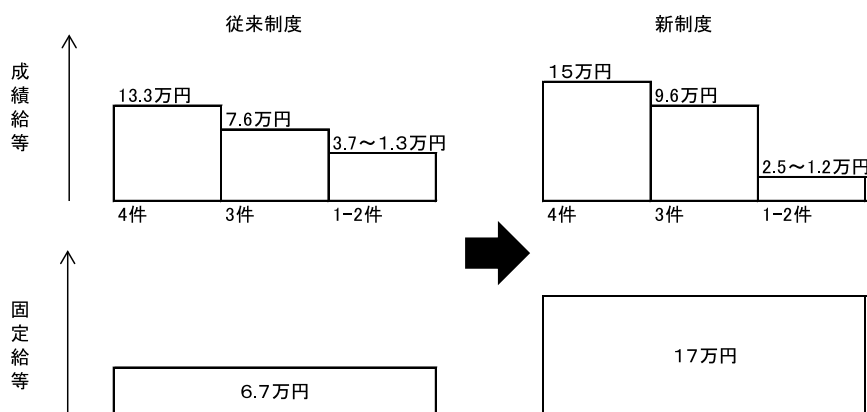 従来制度
新制度
成績給等
13.3万円
7.6万円
3.7～1.3万円
15万円
9.6万円
2.5～1.2万円
4件
3件
1-2件
4件
3件
1-2件
固定給等
6.7万円
17万円